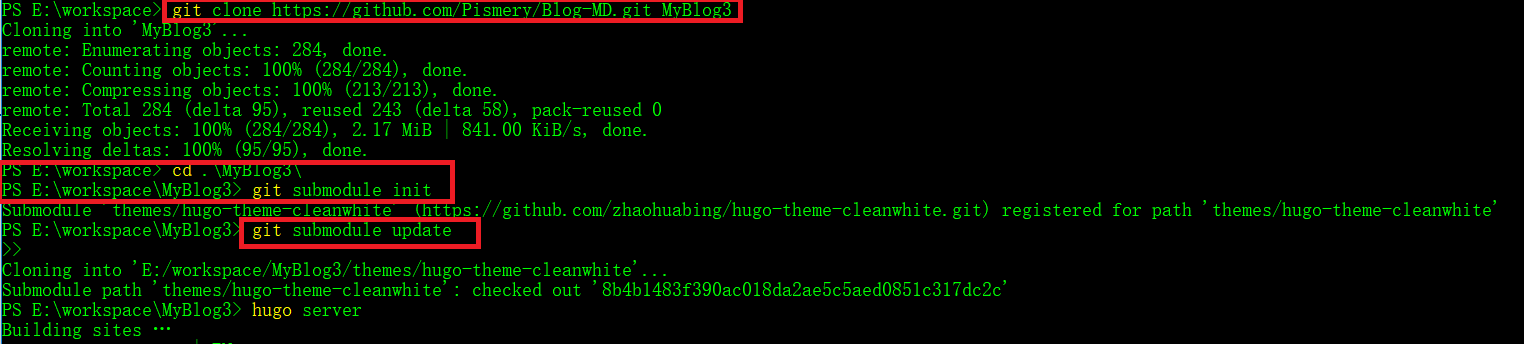 PS E:\workspace> git clone https://github.com/Pismery/Blog-MD.git MyBlog3
Cloning into 'MyBlog3'...
remote: Enumerating objects: 284, done.
remote: Counting objects: 100% (284/284), done.
remote: Compressing objects: 100% (213/213), done.
remote: Total 284 (delta 95), reused 243 (delta 58), pack-reused 0
Receiving objects: 100% (284/284), 2.17 MiB | 841.00 KiB/s, done.
Resolving deltas: 100% (95/95), done.
PS E:\workspace> cd .\MyBlog3\
PS E:\workspace\MyBlog3> git submodule init
Submodule 'themes/hugo-theme-cleanwhite' (https://github.com/zhaohuabing/hugo-theme-cleanwhite.git) registered for path 'themes/hugo-theme-cleanwhite'
PS E:\workspace\MyBlog3> git submodule update
>>
Cloning into 'E:/workspace/MyBlog3/themes/hugo-theme-cleanwhite'...
Submodule path 'themes/hugo-theme-cleanwhite': checked out '8b4b1483f390ac018da2ae5c5aed0851c317dc2c'
PS E:\workspace\MyBlog3> hugo server
Building sites …